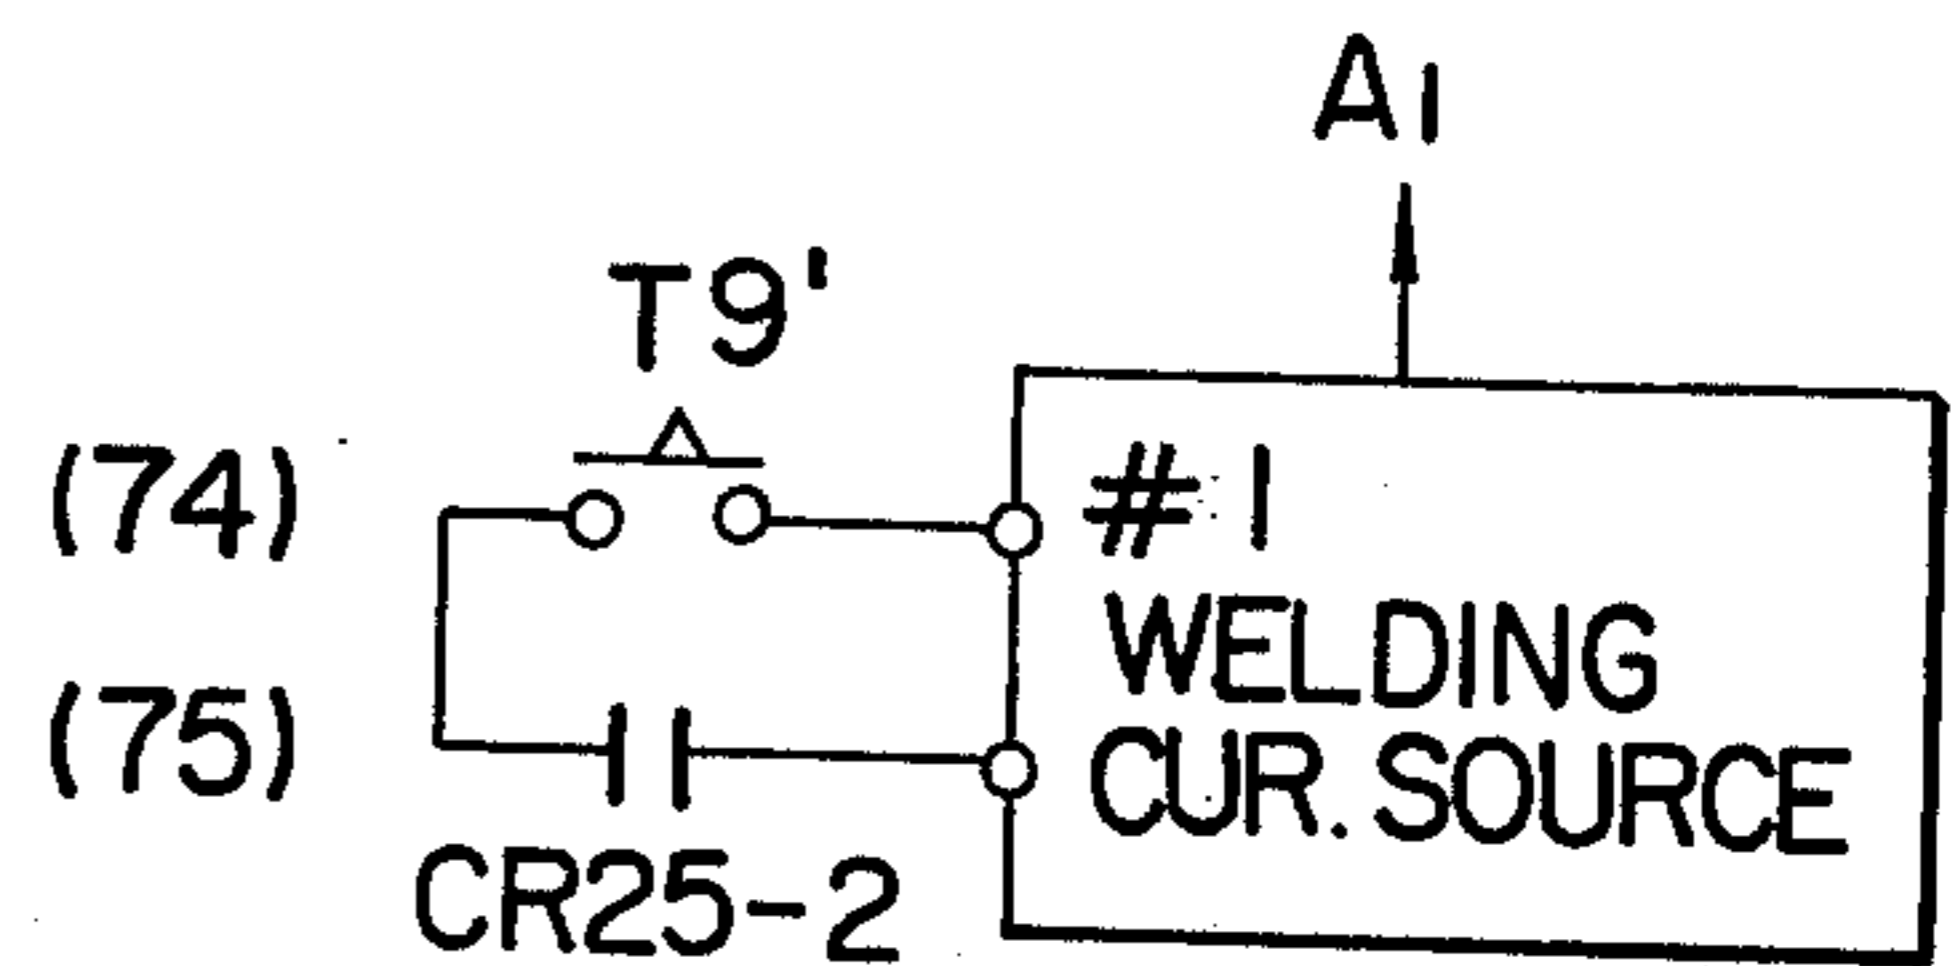 A1
T9'
(74)
#1
WELDING
(75)
CUR. SOURCE
CR25-2